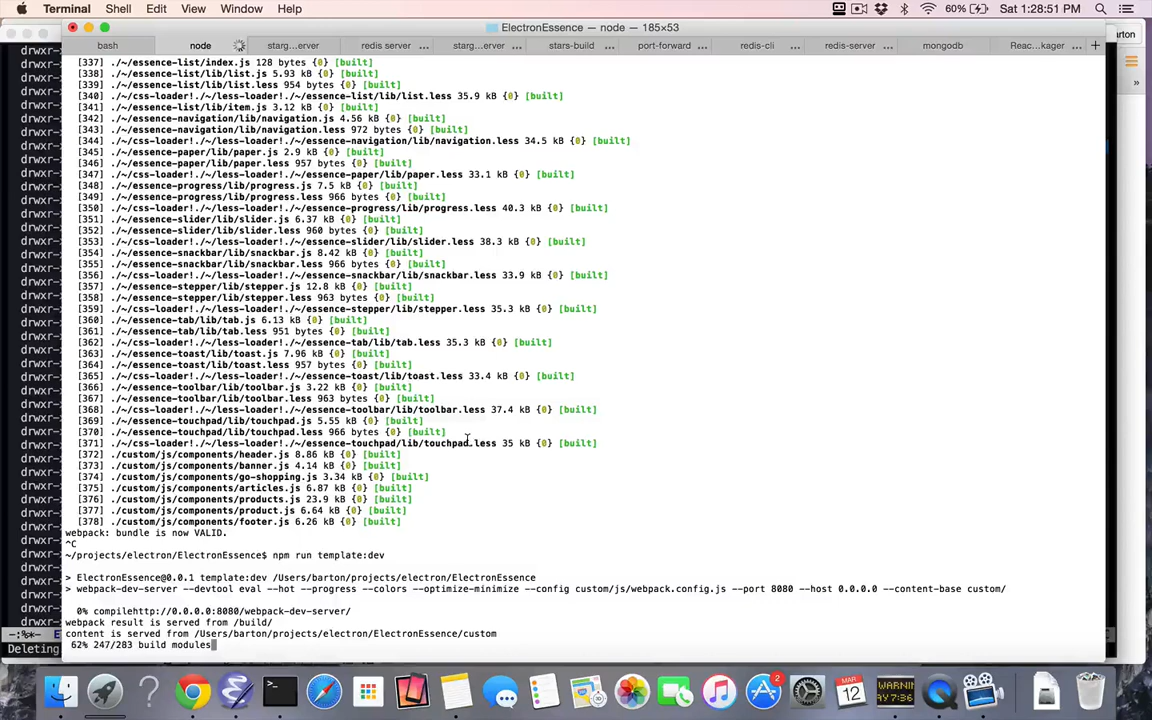 Terminal Shell Edit View Window Help 60% Sat 1:28:51
ElectronEssence — node — 185×53
bash node starg...erver redis server ... starg...erver ... stars-build ... port-forward ... redis-cli ... redis-server ... mongodb Reac...kager ... +
[337] ./~/essence-list/index.js 128 bytes {0} [built]
[338] ./~/essence-list/lib/list.js 5.93 kB {0} [built]
[339] ./~/essence-list/lib/list.less 954 bytes {0} [built]
[340] ./~/css-loader!./~/less-loader!./~/essence-list/lib/list.less 35.9 kB {0} [built]
[341] ./~/essence-list/lib/item.js 3.12 kB {0} [built]
[342] ./~/essence-navigation/lib/navigation.js 4.56 kB {0} [built]
[343] ./~/essence-navigation/lib/navigation.less 972 bytes {0} [built]
[344] ./~/css-loader!./~/less-loader!./~/essence-navigation/lib/navigation.less 34.5 kB {0} [built]
[345] ./~/essence-paper/lib/paper.js 2.9 kB {0} [built]
[346] ./~/essence-paper/lib/paper.less 957 bytes {0} [built]
[347] ./~/css-loader!./~/less-loader!./~/essence-paper/lib/paper.less 33.1 kB {0} [built]
[348] ./~/essence-progress/lib/progress.js 7.5 kB {0} [built]
[349] ./~/essence-progress/lib/progress.less 966 bytes {0} [built]
[350] ./~/css-loader!./~/less-loader!./~/essence-progress/lib/progress.less 40.3 kB {0} [built]
[351] ./~/essence-slider/lib/slider.js 6.37 kB {0} [built]
[352] ./~/essence-slider/lib/slider.less 960 bytes {0} [built]
[353] ./~/css-loader!./~/less-loader!./~/essence-slider/lib/slider.less 38.3 kB {0} [built]
[354] ./~/essence-snackbar/lib/snackbar.js 8.42 kB {0} [built]
[355] ./~/essence-snackbar/lib/snackbar.less 966 bytes {0} [built]
[356] ./~/css-loader!./~/less-loader!./~/essence-snackbar/lib/snackbar.less 33.9 kB {0} [built]
[357] ./~/essence-stepper/lib/stepper.js 12.8 kB {0} [built]
[358] ./~/essence-stepper/lib/stepper.less 963 bytes {0} [built]
[359] ./~/css-loader!./~/less-loader!./~/essence-stepper/lib/stepper.less 35.3 kB {0} [built]
[360] ./~/essence-tab/lib/tab.js 6.13 kB {0} [built]
[361] ./~/essence-tab/lib/tab.less 951 bytes {0} [built]
[362] ./~/css-loader!./~/less-loader!./~/essence-tab/lib/tab.less 35.3 kB {0} [built]
[363] ./~/essence-toast/lib/toast.js 7.96 kB {0} [built]
[364] ./~/essence-toast/lib/toast.less 957 bytes {0} [built]
[365] ./~/css-loader!./~/less-loader!./~/essence-toast/lib/toast.less 33.4 kB {0} [built]
[366] ./~/essence-toolbar/lib/toolbar.js 3.22 kB {0} [built]
[367] ./~/essence-toolbar/lib/toolbar.less 963 bytes {0} [built]
[368] ./~/css-loader!./~/less-loader!./~/essence-toolbar/lib/toolbar.less 37.4 kB {0} [built]
[369] ./~/essence-touchpad/lib/touchpad.js 5.55 kB {0} [built]
[370] ./~/essence-touchpad/lib/touchpad.less 966 bytes {0} [built]
[371] ./~/css-loader!./~/less-loader!./~/essence-touchpad/lib/touchpad.less 35 kB {0} [built]
[372] ./custom/js/components/header.js 8.86 kB {0} [built]
[373] ./custom/js/components/banner.js 4.14 kB {0} [built]
[374] ./custom/js/components/go-shopping.js 3.34 kB {0} [built]
[375] ./custom/js/components/articles.js 6.87 kB {0} [built]
[376] ./custom/js/components/products.js 23.9 kB {0} [built]
[377] ./custom/js/components/product.js 6.64 kB {0} [built]
[378] ./custom/js/components/footer.js 6.26 kB {0} [built]
webpack: bundle is now VALID.
^C
~/projects/electron/ElectronEssence$ npm run template:dev
> ElectronEssence@0.0.1 template:dev /Users/barton/projects/electron/ElectronEssence
> webpack-dev-server --devtool eval --hot --progress --colors --optimize-minimize --config custom/js/webpack.config.js --port 8080 --host 0.0.0.0 --content-base custom/
0% compilehttp://0.0.0.0:8080/webpack-dev-server/
webpack result is served from /build/
content is served from /Users/barton/projects/electron/ElectronEssence/custom
62% 247/283 build modules
Deleting